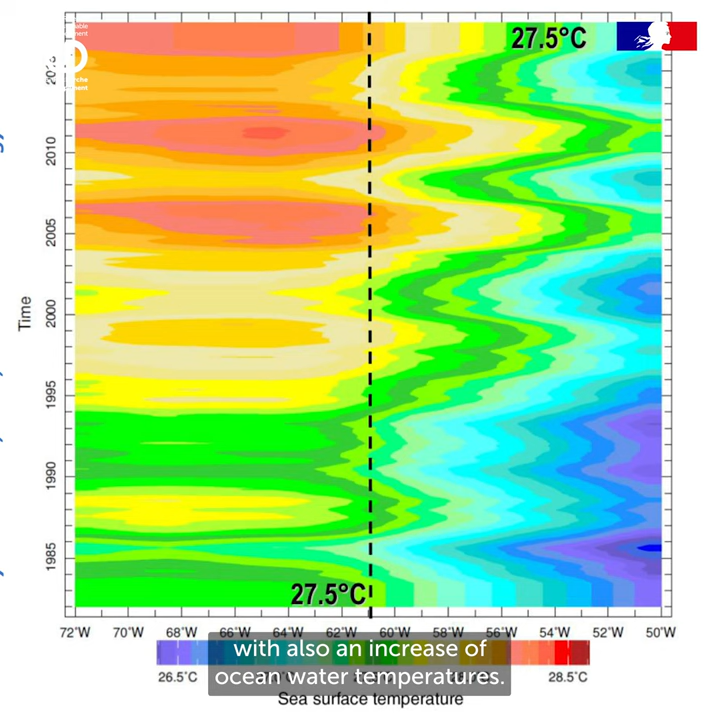 27.5°C
2010
2005
2000
1995
1990
1985
Time
27.5°C
72°W 70°W 68°W 66°W 64°W 62°W 60°W 58°W 56°W 54°W 52°W 50°W
with also an increase of
ocean water temperatures.
26.5°C 28.5°C
Sea surface temperature